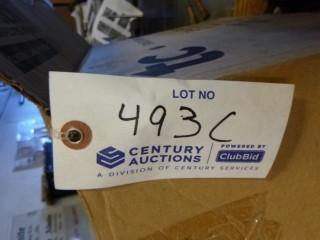 LOT NO
493C
CENTURY AUCTIONS
POWERED BY ClubBid
A DIVISION OF CENTURY SERVICES